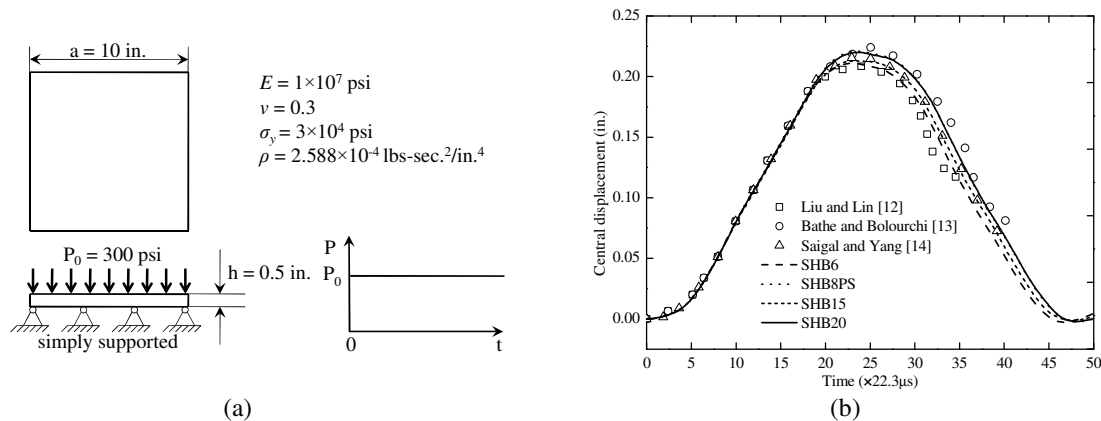 a = 10 in.
E = 1×10⁷ psi
ν = 0.3
σy = 3×10⁴ psi
ρ = 2.588×10⁻⁴ lbs-sec.²/in.⁴
P₀ = 300 psi
h = 0.5 in.
simply supported
P
P₀
0
t
(a)
0.25
0.20
0.15
0.10
0.05
0.00
Central displacement (in.)
Liu and Lin [12]
Bathe and Bolourchi [13]
Saigal and Yang [14]
SHB6
SHB8PS
SHB15
SHB20
0 5 10 15 20 25 30 35 40 45 50
Time (×22.3μs)
(b)